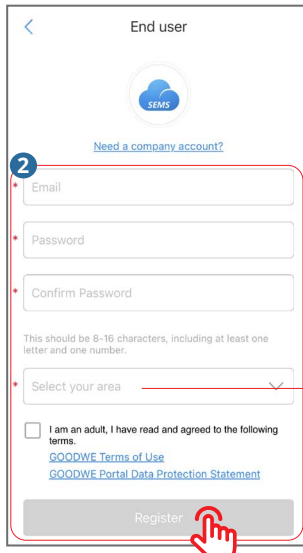 End user
SEMS
Need a company account?
2
* Email
* Password
* Confirm Password
This should be 8-16 characters, including at least one
letter and one number.
* Select your area
I am an adult, I have read and agreed to the following
terms.
GOODWE Terms of Use
GOODWE Portal Data Protection Statement
Register